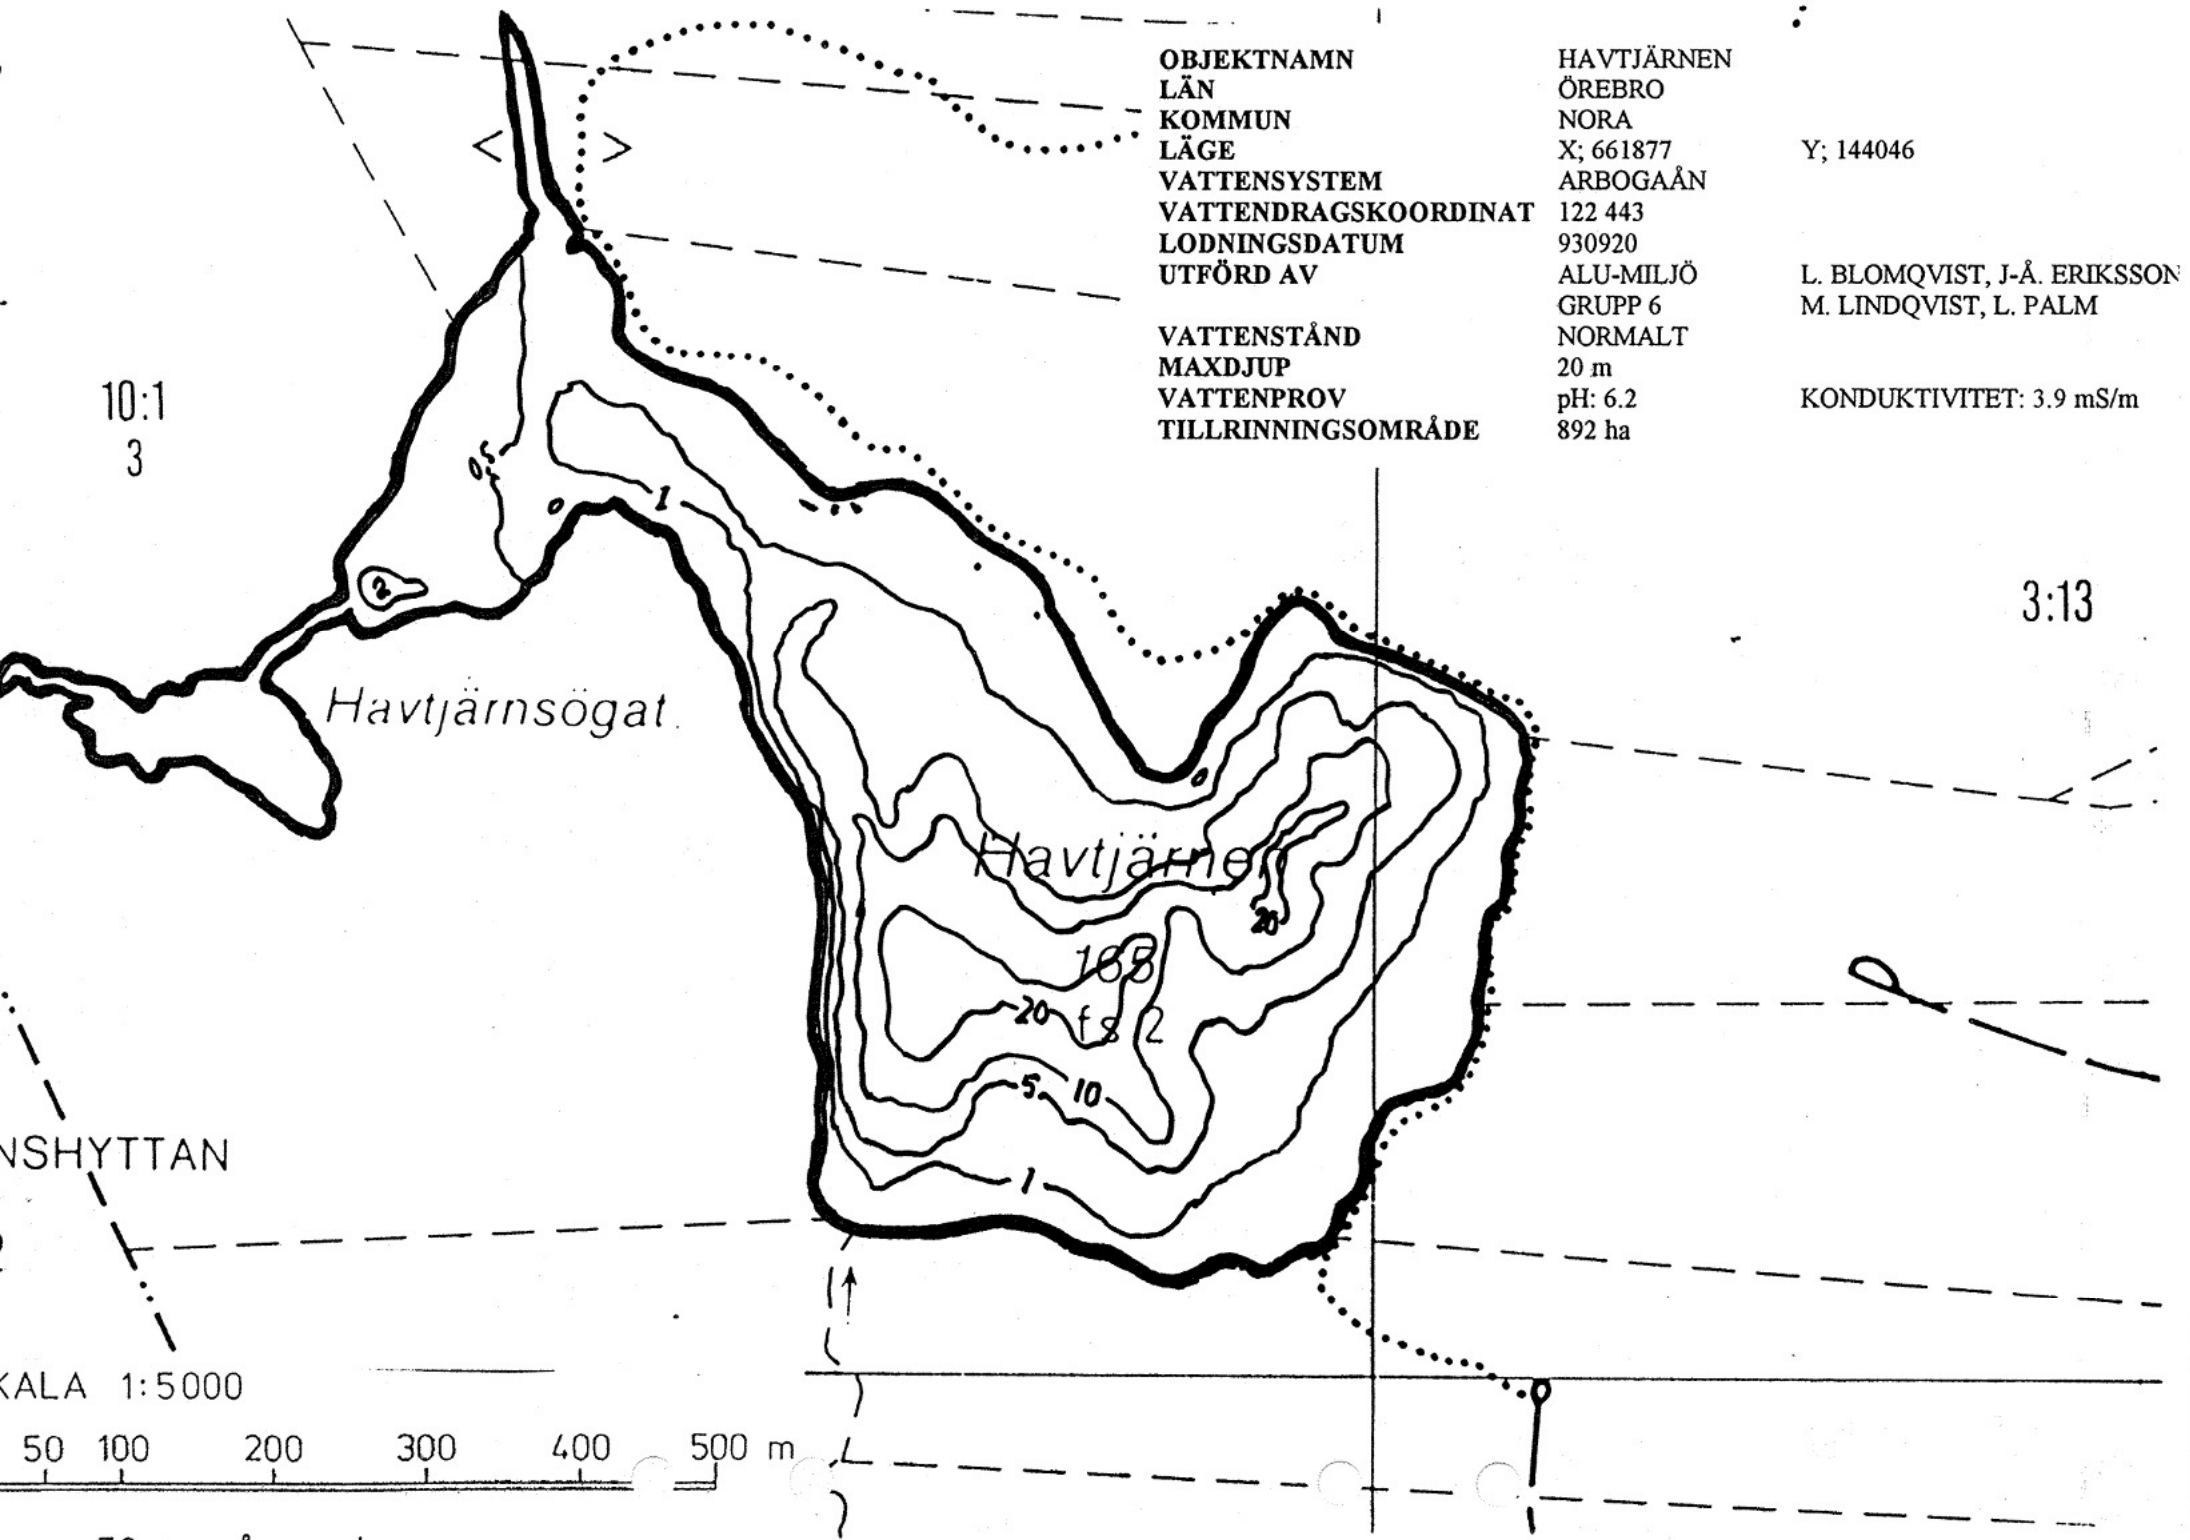 OBJEKTNAMN HAVTJÄRNEN
LÄN ÖREBRO
KOMMUN NORA
LÄGE X; 661877 Y; 144046
VATTENSYSTEM ARBOGAÅN
VATTENDRAGSKOORDINAT 122 443
LODNINGSDATUM 930920
UTFÖRD AV ALU-MILJÖ L. BLOMQVIST, J-Å. ERIKSSON
GRUPP 6 M. LINDQVIST, L. PALM
VATTENSTÅND NORMALT
MAXDJUP 20 m
VATTENPROV pH: 6.2 KONDUKTIVITET: 3.9 mS/m
TILLRINNINGSOMRÅDE 892 ha
10:1
3
0,5
1
0
2
3:13
Havtjärnsögat.
0
Havtjärnen
20
fs 2
20
5
10
1
NSHYTTAN
KALA 1:5000
50 100 200 300 400 500 m